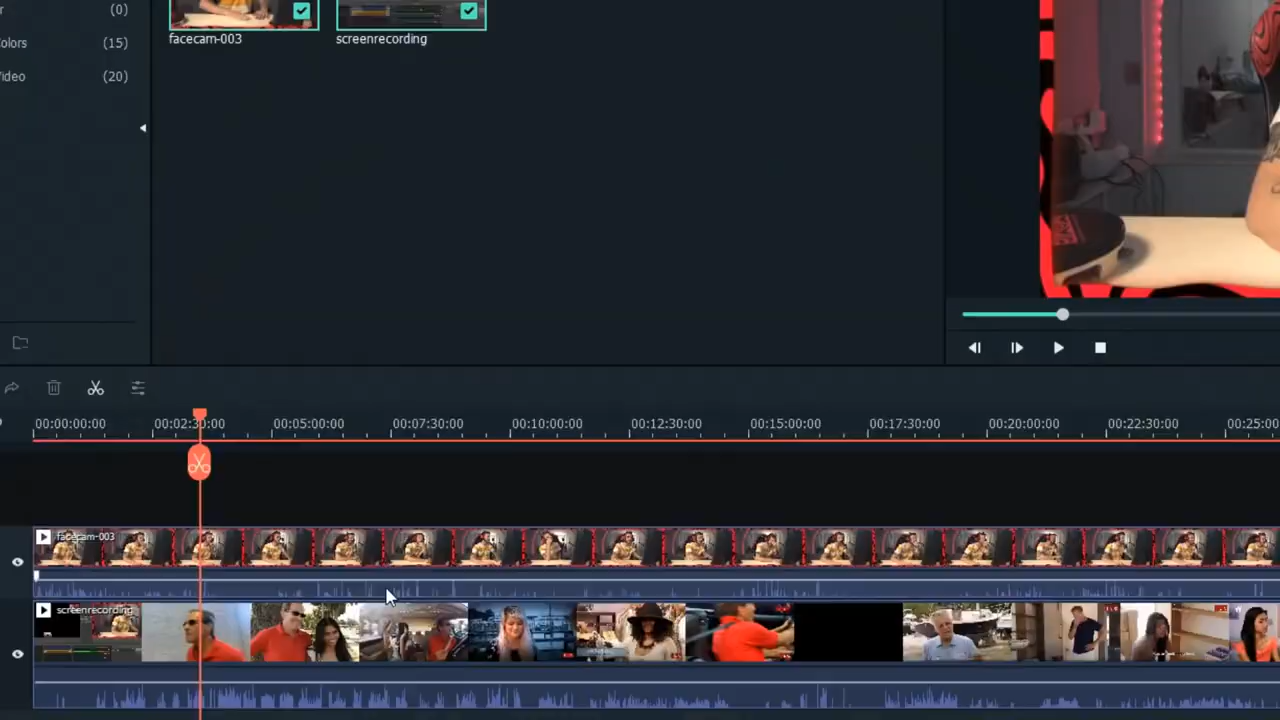 r (0)
olors (15)
ideo (20)
facecam-003 screenrecording
00:00:00:00 00:02:30:00 00:05:00:00 00:07:30:00 00:10:00:00 00:12:30:00 00:15:00:00 00:17:30:00 00:20:00:00 00:22:30:00 00:25:00
facecam-003
screenrecording